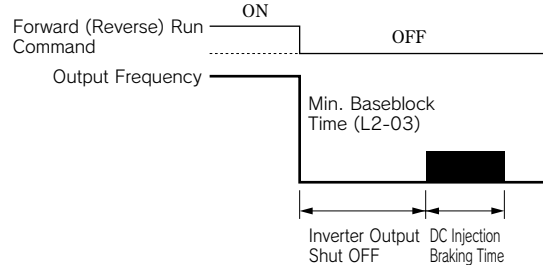 ON
Forward (Reverse) Run
Command
OFF
Output Frequency
Min. Baseblock
Time (L2-03)
Inverter Output
Shut OFF
DC Injection
Braking Time